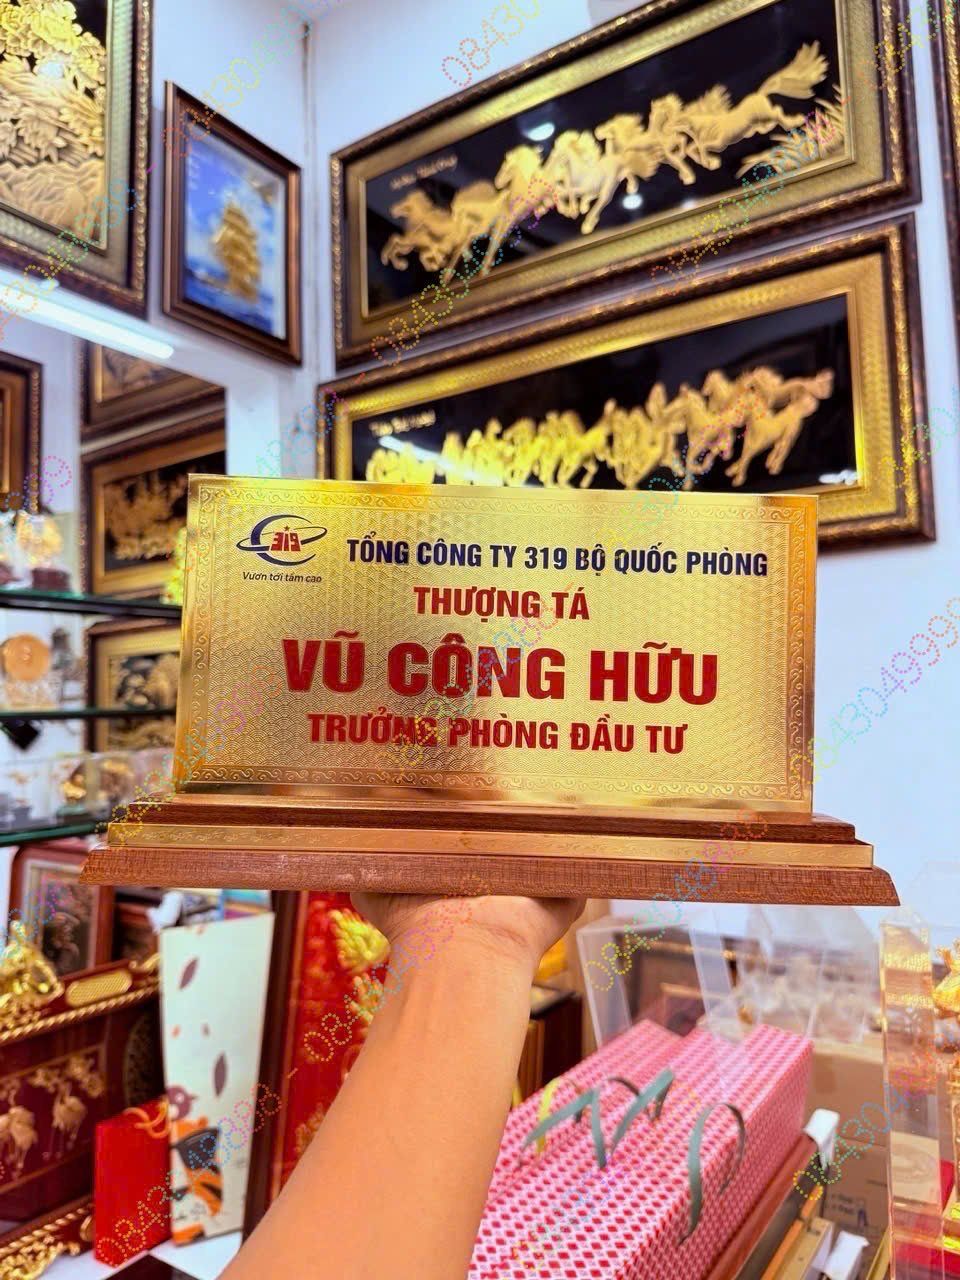 319
Vươn tới tầm cao
TỔNG CÔNG TY 319 BỘ QUỐC PHÒNG
THƯỢNG TÁ
VŨ CÔNG HỮU
TRƯỞNG PHÒNG ĐẦU TƯ